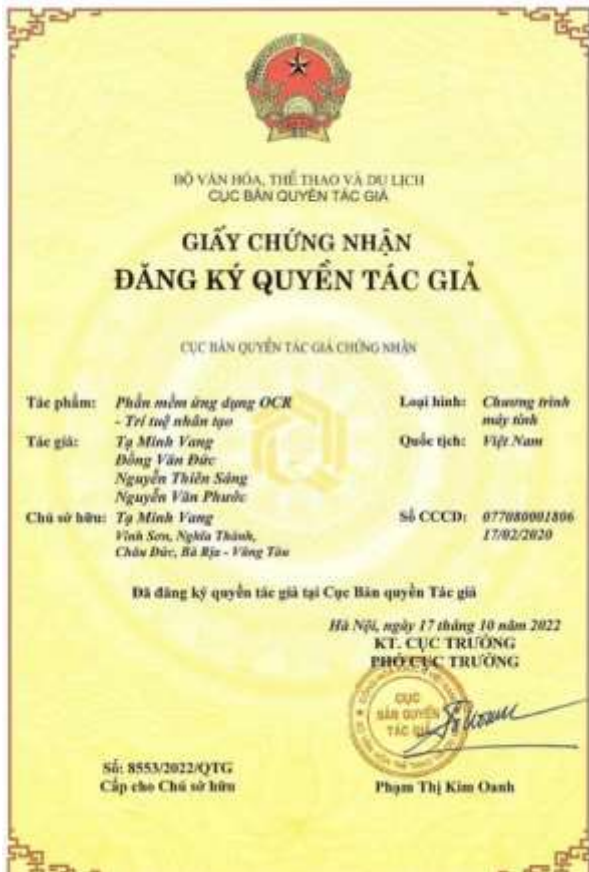 BỘ VĂN HÓA, THỂ THAO VÀ DU LỊCH
CỤC BẢN QUYỀN TÁC GIẢ
GIẤY CHỨNG NHẬN
ĐĂNG KÝ QUYỀN TÁC GIẢ
CỤC BẢN QUYỀN TÁC GIẢ CHỨNG NHẬN
Tác phẩm: Phần mềm ứng dụng OCR Loại hình: Chương trình
- Trí tuệ nhân tạo máy tính
Tác giả: Tạ Minh Vang Quốc tịch: Việt Nam
Đồng Văn Đức
Nguyễn Thiên Sáng
Nguyễn Văn Phước
Chủ sở hữu: Tạ Minh Vang Số CCCD: 077080001806
Vinh Sơn, Nghĩa Thành, 17/02/2020
Châu Đức, Bà Rịa - Vũng Tàu
Đã đăng ký quyền tác giả tại Cục Bản quyền Tác giả
Hà Nội, ngày 17 tháng 10 năm 2022
KT. CỤC TRƯỞNG
PHÓ CỤC TRƯỞNG
CỤC
BẢN QUYỀN
TÁC GIẢ
Số: 8553/2022/QTG
Cấp cho Chủ sở hữu
Phạm Thị Kim Oanh